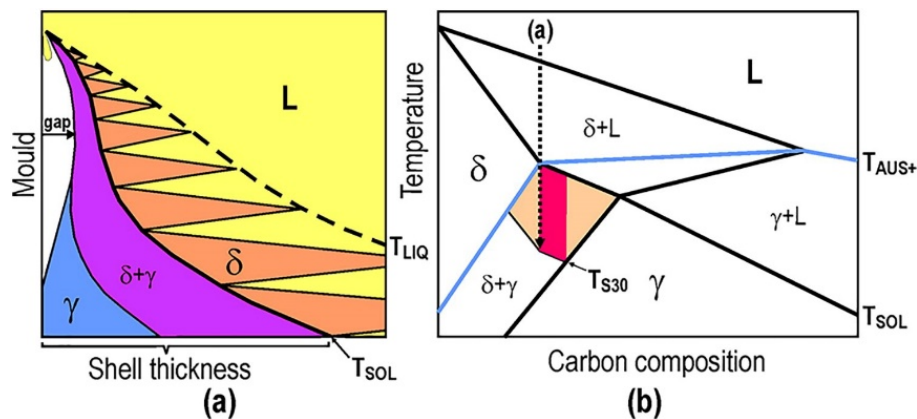 Mould
gap
L
δ
δ+γ
γ
T_LIQ
T_SOL
Shell thickness
(a)
Temperature
(a)
L
δ+L
δ
T_AUS+
γ+L
δ+γ
T_S30
γ
T_SOL
Carbon composition
(b)